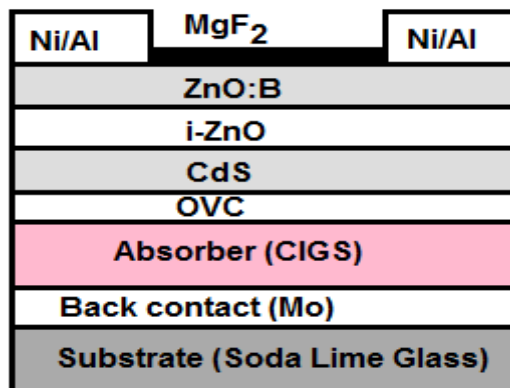 Ni/Al
MgF₂
Ni/Al
ZnO:B
i-ZnO
CdS
OVC
Absorber (CIGS)
Back contact (Mo)
Substrate (Soda Lime Glass)